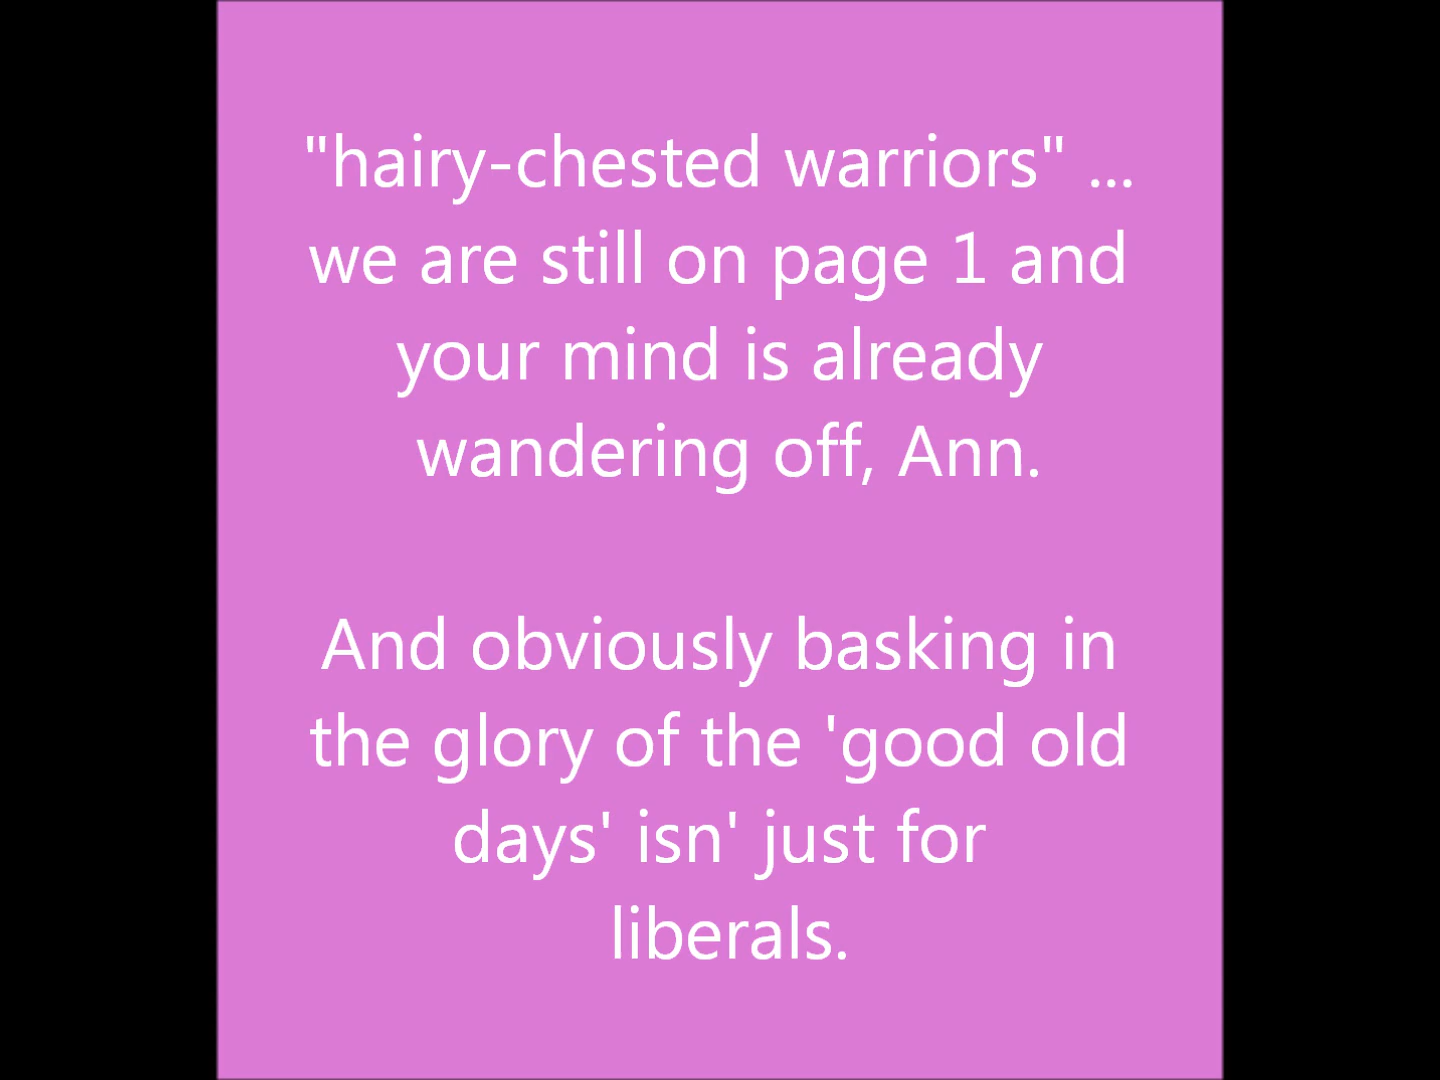 "hairy-chested warriors" ...
we are still on page 1 and
your mind is already
wandering off, Ann.
And obviously basking in
the glory of the 'good old
days' isn' just for
liberals.